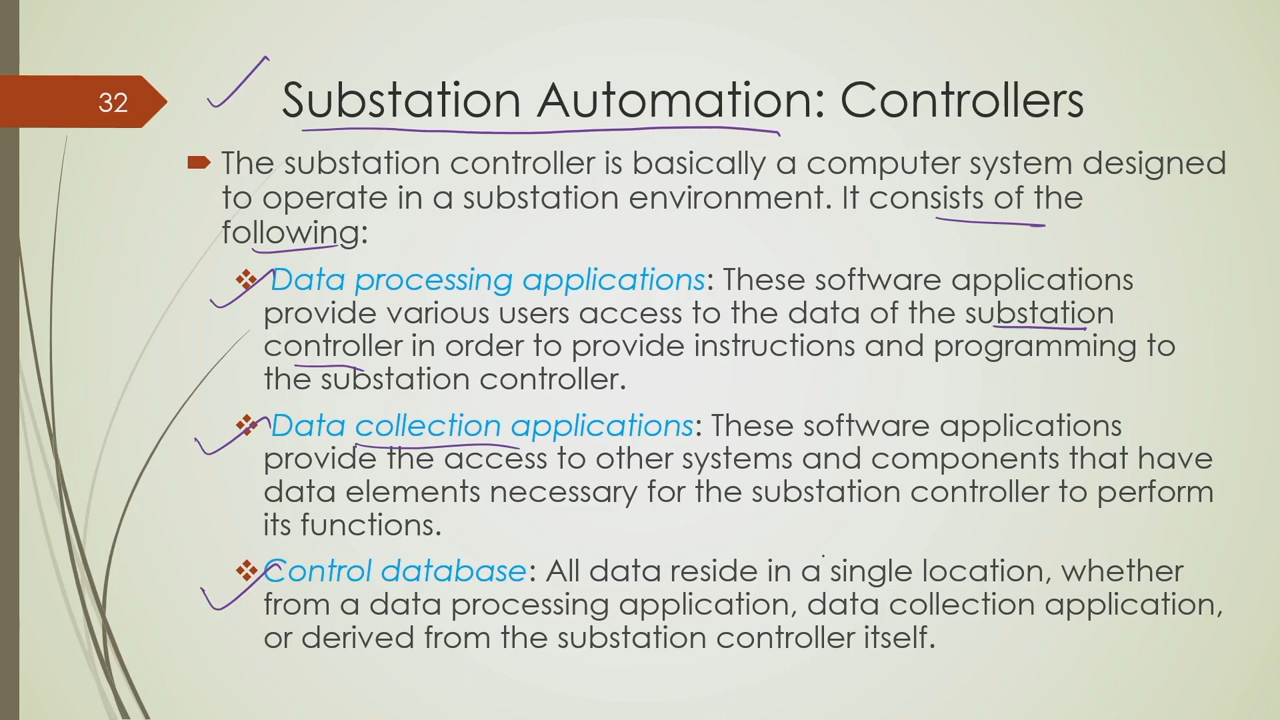 32
Substation Automation: Controllers
The substation controller is basically a computer system designed
to operate in a substation environment. It consists of the
following:
Data processing applications: These software applications
provide various users access to the data of the substation
controller in order to provide instructions and programming to
the substation controller.
Data collection applications: These software applications
provide the access to other systems and components that have
data elements necessary for the substation controller to perform
its functions.
Control database: All data reside in a single location, whether
from a data processing application, data collection application,
or derived from the substation controller itself.